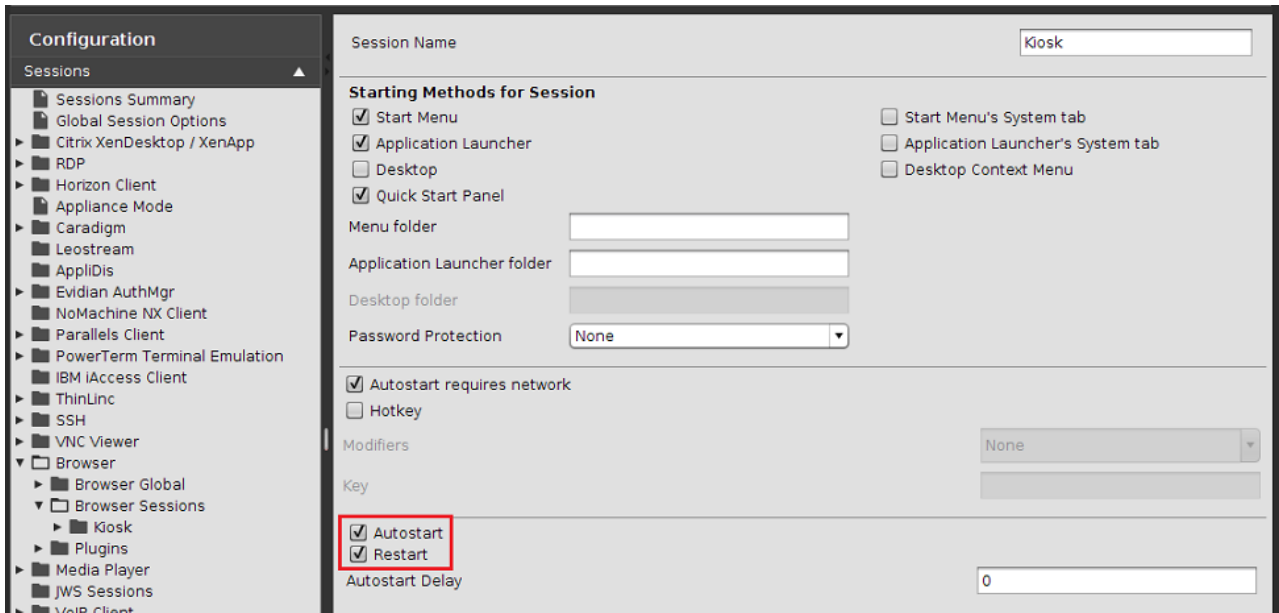 Configuration
Sessions
Sessions Summary
Global Session Options
Citrix XenDesktop / XenApp
RDP
Horizon Client
Appliance Mode
Caradigm
Leostream
AppliDis
Evidian AuthMgr
NoMachine NX Client
Parallels Client
PowerTerm Terminal Emulation
IBM iAccess Client
ThinLinc
SSH
VNC Viewer
Browser
Browser Global
Browser Sessions
Kiosk
Plugins
Media Player
JWS Sessions
VoIP Client
Session Name Kiosk
Starting Methods for Session
Start Menu Start Menu's System tab
Application Launcher Application Launcher's System tab
Desktop Desktop Context Menu
Quick Start Panel
Menu folder
Application Launcher folder
Desktop folder
Password Protection None
Autostart requires network
Hotkey
Modifiers None
Key
Autostart
Restart
Autostart Delay 0